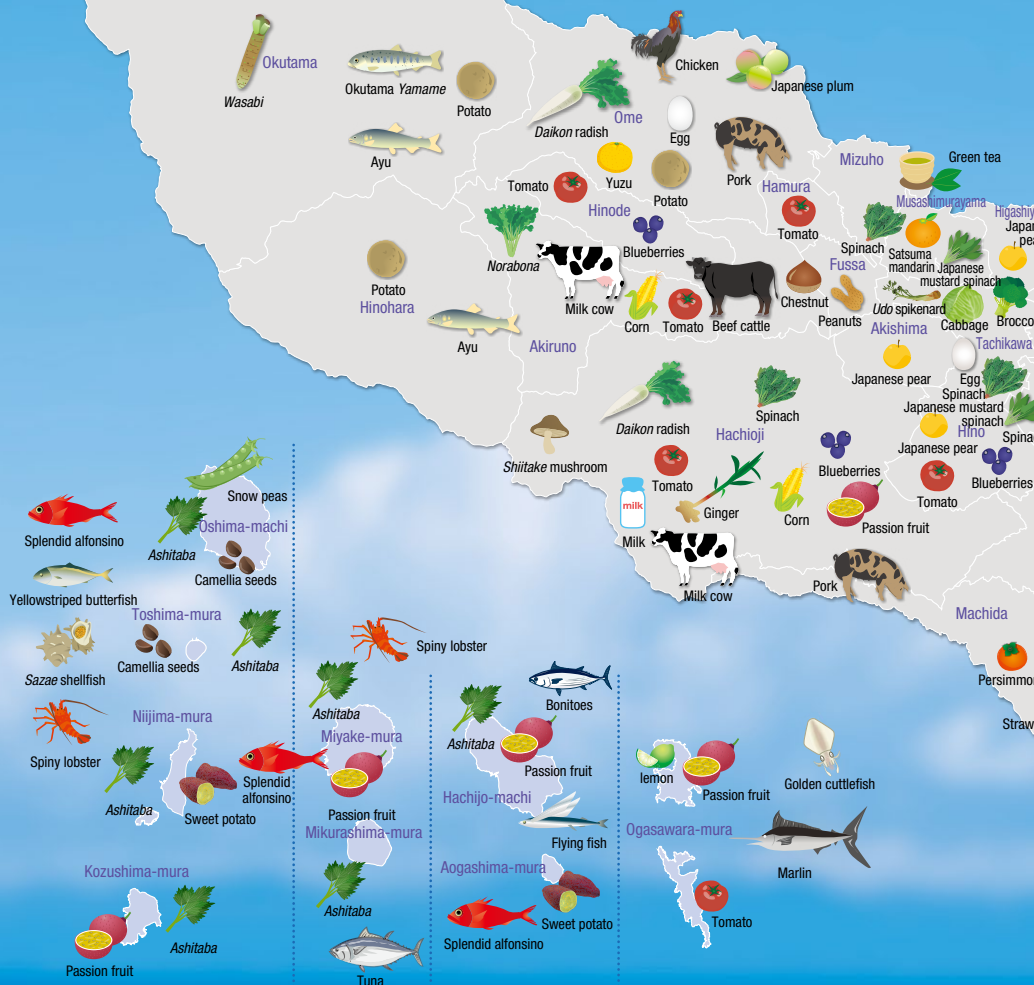 Okutama
Wasabi
Okutama Yamame
Potato
Ayu
Chicken
Japanese plum
Daikon radish
Ome
Egg
Yuzu
Potato
Pork
Tomato
Hinode
Hamura
Tomato
Mizuho
Green tea
Musashimurayama
Norabona
Blueberries
Spinach
Satsuma
mandarin
Japanese
mustard spinach
Potato
Hinohara
Milk cow
Corn
Tomato
Beef cattle
Chestnut
Fussa
Peanuts
Udo spikenard
Cabbage
Ayu
Akiruno
Akishima
Tachikawa
Japanese pear
Egg
Spinach
Japanese mustard
spinach
Daikon radish
Spinach
Hachioji
Hino
Japanese pear
Shiitake mushroom
Tomato
Blueberries
Tomato
Blueberries
milk
Milk
Ginger
Corn
Passion fruit
Milk cow
Pork
Machida
Snow peas
Splendid alfonsino
Ashitaba
Oshima-machi
Camellia seeds
Yellowstriped butterfish
Toshima-mura
Camellia seeds
Ashitaba
Sazae shellfish
Spiny lobster
Niijima-mura
Ashitaba
Sweet potato
Splendid
alfonsino
Kozushima-mura
Ashitaba
Passion fruit
Spiny lobster
Ashitaba
Miyake-mura
Passion fruit
Mikurashima-mura
Ashitaba
Tuna
Bonitoes
Ashitaba
Passion fruit
Hachijo-machi
Flying fish
Aogashima-mura
Sweet potato
Splendid alfonsino
lemon
Passion fruit
Golden cuttlefish
Ogasawara-mura
Marlin
Tomato